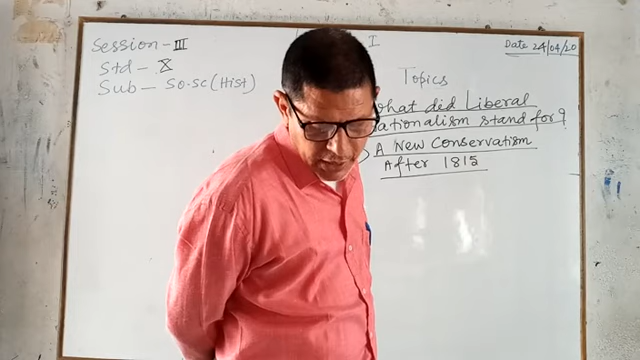 Session - III
I
Date 24/04/20
Std - X
Sub - SO.SC (Hist)
Topics
what did Liberal
Nationalism stand for?
A New Conservatism
After 1815